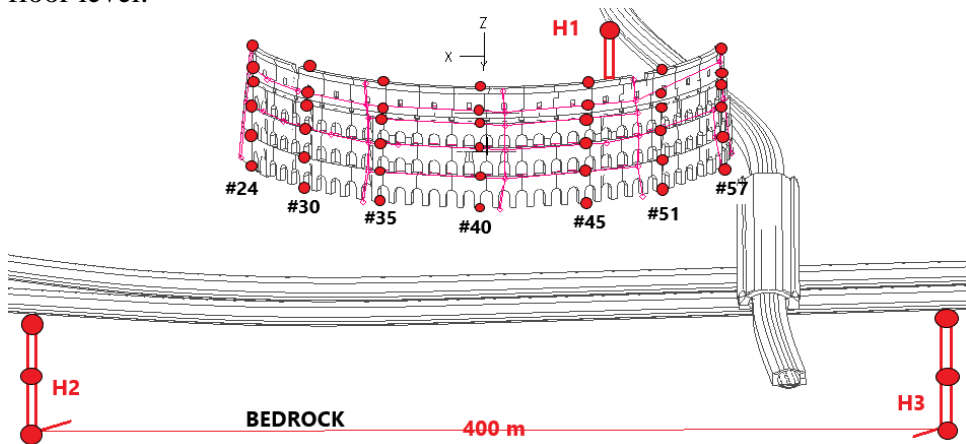 floor level.
H1
Z
X
#24
#30
#35
#40
#45
#51
#57
H2
H3
BEDROCK
400 m